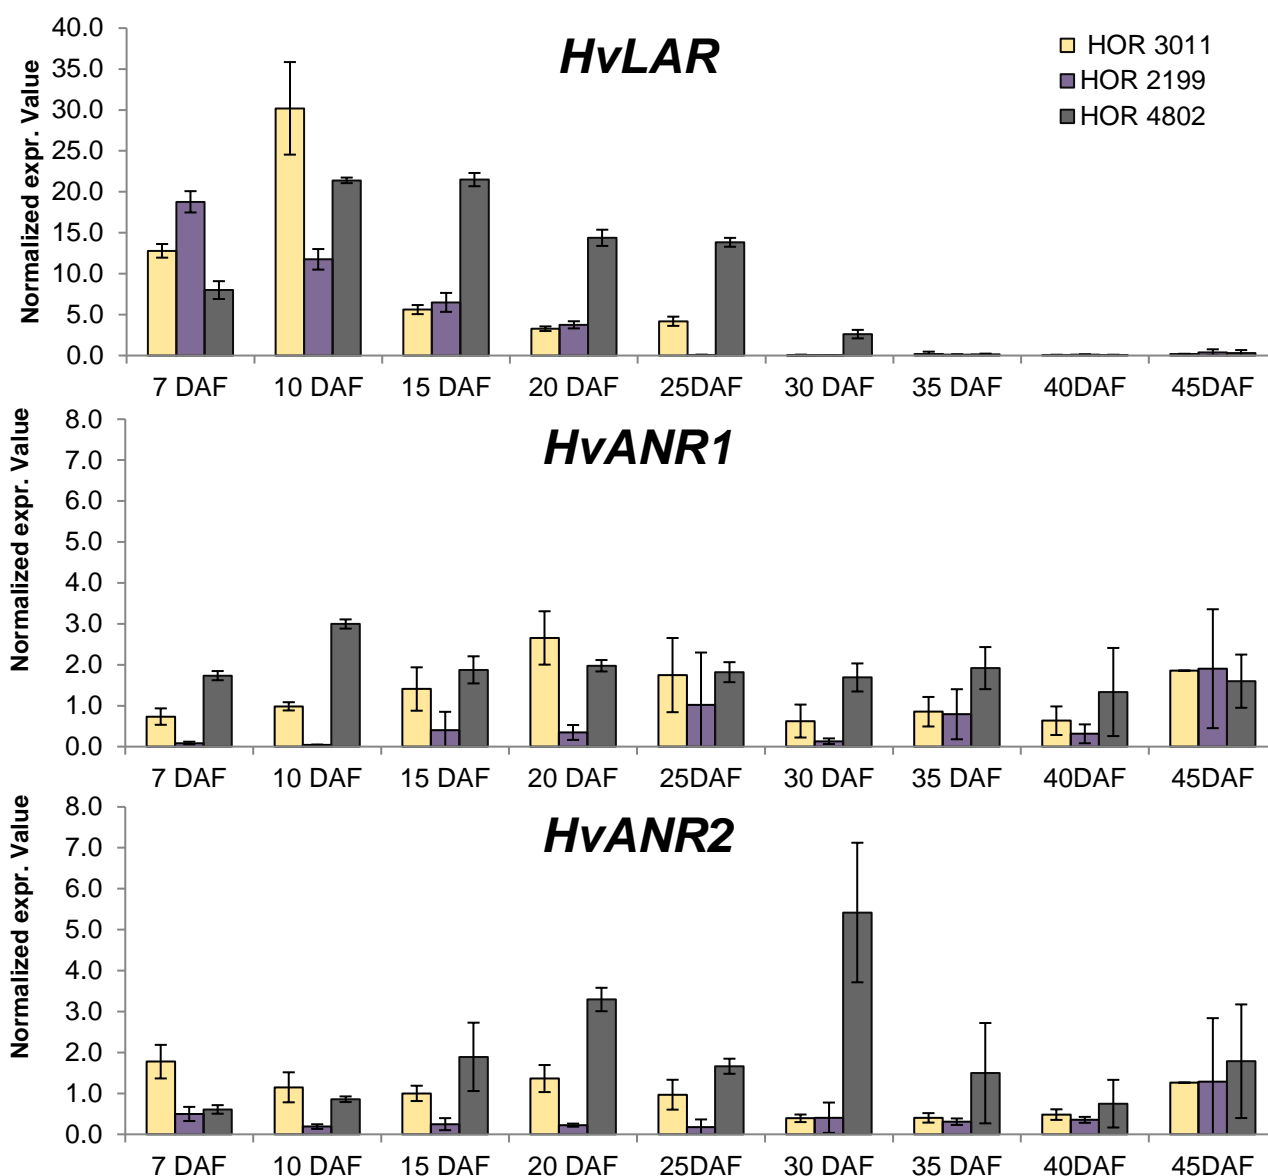 HvLAR
HOR 3011
HOR 2199
HOR 4802
Normalized expr. Value
40.0
35.0
30.0
25.0
20.0
15.0
10.0
5.0
0.0
7 DAF 10 DAF 15 DAF 20 DAF 25DAF 30 DAF 35 DAF 40DAF 45DAF
HvANR1
Normalized expr. Value
8.0
7.0
6.0
5.0
4.0
3.0
2.0
1.0
0.0
7 DAF 10 DAF 15 DAF 20 DAF 25DAF 30 DAF 35 DAF 40DAF 45DAF
HvANR2
Normalized expr. Value
8.0
7.0
6.0
5.0
4.0
3.0
2.0
1.0
0.0
7 DAF 10 DAF 15 DAF 20 DAF 25DAF 30 DAF 35 DAF 40DAF 45DAF